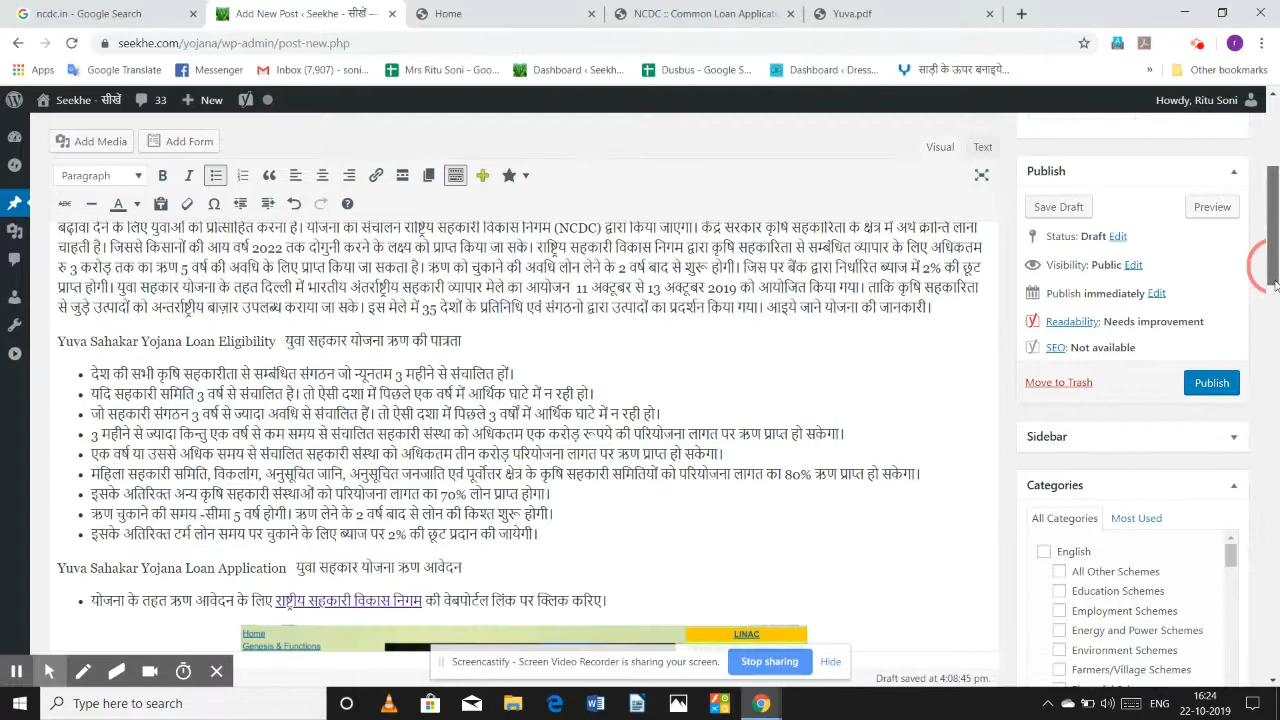 ncdc.in - Google Search
Add New Post ‹ Seekhe - सीखें
Home
NCDC :: Common Loan Applicat
Yuva.pdf
seekhe.com/yojana/wp-admin/post-new.php
Apps
Google Translate
Messenger
Inbox (7,907) - soni...
Mrs Ritu Soni - Goo...
Dashboard ‹ Seekh...
Dusbus - Google S...
Dashboard ‹ Dress...
साड़ी के ऊपर बनाइये...
»
Other bookmarks
Seekhe - सीखें
33
New
Howdy, Ritu Soni
Add Media
Add Form
Visual
Text
Paragraph
B I
ABC
बढ़ावा देने के लिए युवाओं को प्रोत्साहित करना है। योजना का संचालन राष्ट्रिय सहकारी विकास निगम (NCDC) द्वारा किया जाएगा। केंद्र सरकार कृषि सहकारिता के क्षेत्र में अर्थ क्रान्ति लाना
चाहती है। जिससे किसानों की आय वर्ष 2022 तक दोगुनी करने के लक्ष्य को प्राप्त किया जा सके। राष्ट्रिय सहकारी विकास निगम द्वारा कृषि सहकारिता से सम्बंधित व्यापार के लिए अधिकतम
रु 3 करोड़ तक का ऋण 5 वर्ष की अवधि के लिए प्राप्त किया जा सकता है। ऋण को चुकाने की अवधि लोन लेने के 2 वर्ष बाद से शुरू होगी। जिस पर बैंक द्वारा निर्धारित ब्याज में 2% की छूट
प्राप्त होगी। युवा सहकार योजना के तहत दिल्ली में भारतीय अंतर्राष्ट्रीय सहकारी व्यापार मेले का आयोजन 11 अक्टूबर से 13 अक्टूबर 2019 को आयोजित किया गया। ताकि कृषि सहकारिता
से जुड़े उत्पादों को अन्तर्राष्ट्रीय बाज़ार उपलब्ध कराया जा सके। इस मेले में 35 देशों के प्रतिनिधि एवं संगठनो द्वारा उत्पादों का प्रदर्शन किया गया। आइये जाने योजना की जानकारी।
Yuva Sahakar Yojana Loan Eligibility युवा सहकार योजना ऋण की पात्रता
• देश की सभी कृषि सहकारीता से सम्बंधित संगठन जो न्यूनतम 3 महीने से संचालित हों।
• यदि सहकारी समिति 3 वर्ष से संचालित है। तो ऐसी दशा में पिछले एक वर्ष में आर्थिक घाटे में न रही हो।
• जो सहकारी संगठन 3 वर्ष से ज्यादा अवधि से संचालित हैं। तो ऐसी दशा में पिछले 3 वर्षों में आर्थिक घाटे में न रही हो।
• 3 महीने से ज्यादा किन्तु एक वर्ष से कम समय से संचालित सहकारी संस्था को अधिकतम एक करोड़ रूपये की परियोजना लागत पर ऋण प्राप्त हो सकेगा।
• एक वर्ष या उससे अधिक समय से संचालित सहकारी संस्था को अधिकतम तीन करोड़ परियोजना लागत पर ऋण प्राप्त हो सकेगा।
• महिला सहकारी समिति, विकलांग, अनुसूचित जानि, अनुसूचित जनजाति एवं पूर्वोत्तर क्षेत्र के कृषि सहकारी समितियों को परियोजना लागत का 80% ऋण प्राप्त हो सकेगा।
• इसके अतिरिक्त अन्य कृषि सहकारी संस्थाओं को परियोजना लागत का 70% लोन प्राप्त होगा।
• ऋण चुकाने की समय -सीमा 5 वर्ष होगी। ऋण लेने के 2 वर्ष बाद से लोन की किश्त शुरू होगी।
• इसके अतिरिक्त टर्म लोन समय पर चुकाने के लिए ब्याज पर 2% की छूट प्रदान की जायेगी।
Yuva Sahakar Yojana Loan Application युवा सहकार योजना ऋण आवेदन
• योजना के तहत ऋण आवेदन के लिए राष्ट्रीय सहकारी विकास निगम की वेबपोर्टल लिंक पर क्लिक करिए।
Home
LINAC
Genesis & Functions
Publish
Save Draft
Preview
Status: Draft Edit
Visibility: Public Edit
Publish immediately Edit
Readability: Needs improvement
SEO: Not available
Move to Trash
Publish
Sidebar
Categories
All Categories
Most Used
English
All Other Schemes
Education Schemes
Employment Schemes
Energy and Power Schemes
Environment Schemes
Farmers/Village Schemes
Screencastify - Screen Video Recorder is sharing your screen.
Stop sharing
Hide
Draft saved at 4:08:45 pm.
Type here to search
ENG
16:24
22-10-2019